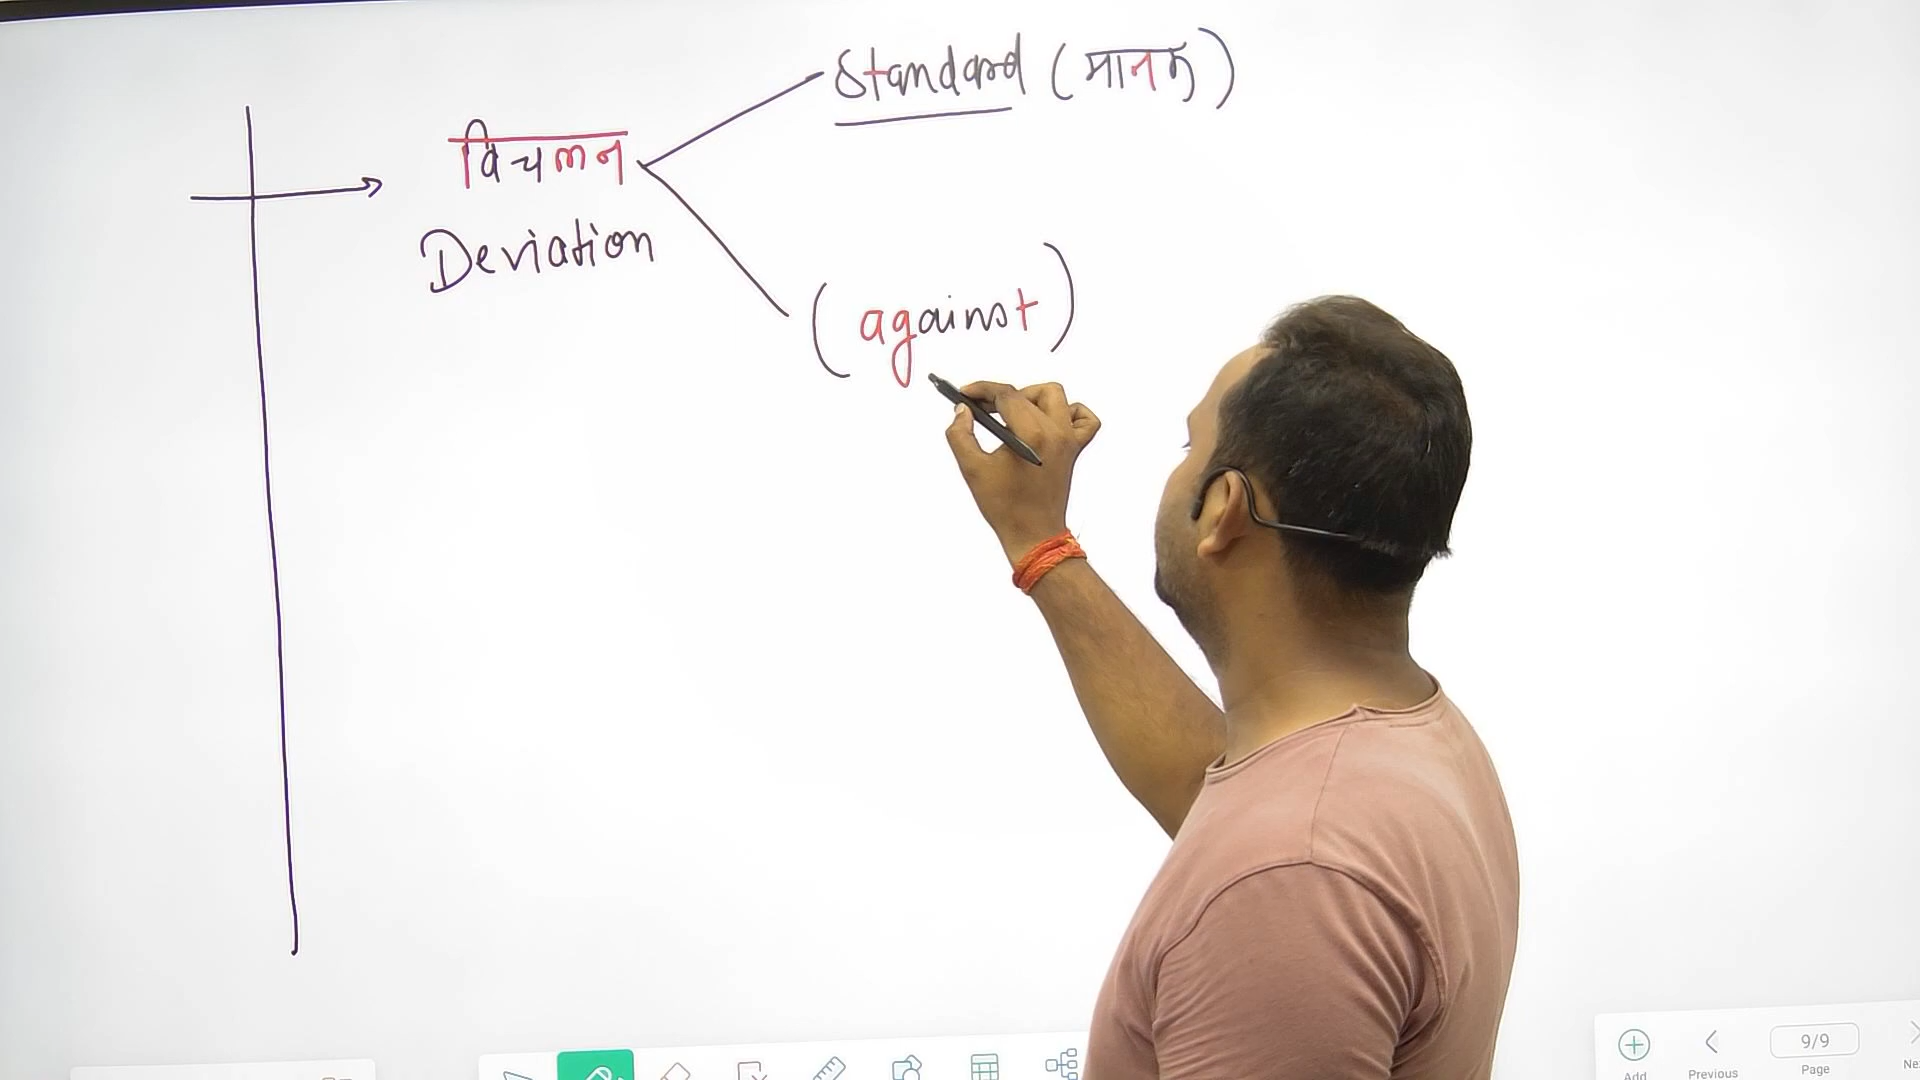 Standard (मानक)
विचलन
Deviation
(against)
9/9
Add
Previous
Page